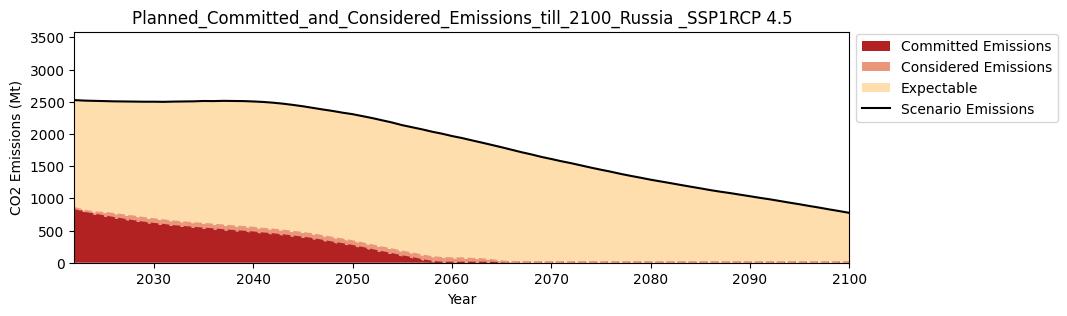 Planned_Committed_and_Considered_Emissions_till_2100_Russia _SSP1RCP 4.5
3500
3000
2500
2000
1500
1000
500
0
CO2 Emissions (Mt)
2030
2040
2050
2060
2070
2080
2090
2100
Year
Committed Emissions
Considered Emissions
Expectable
Scenario Emissions